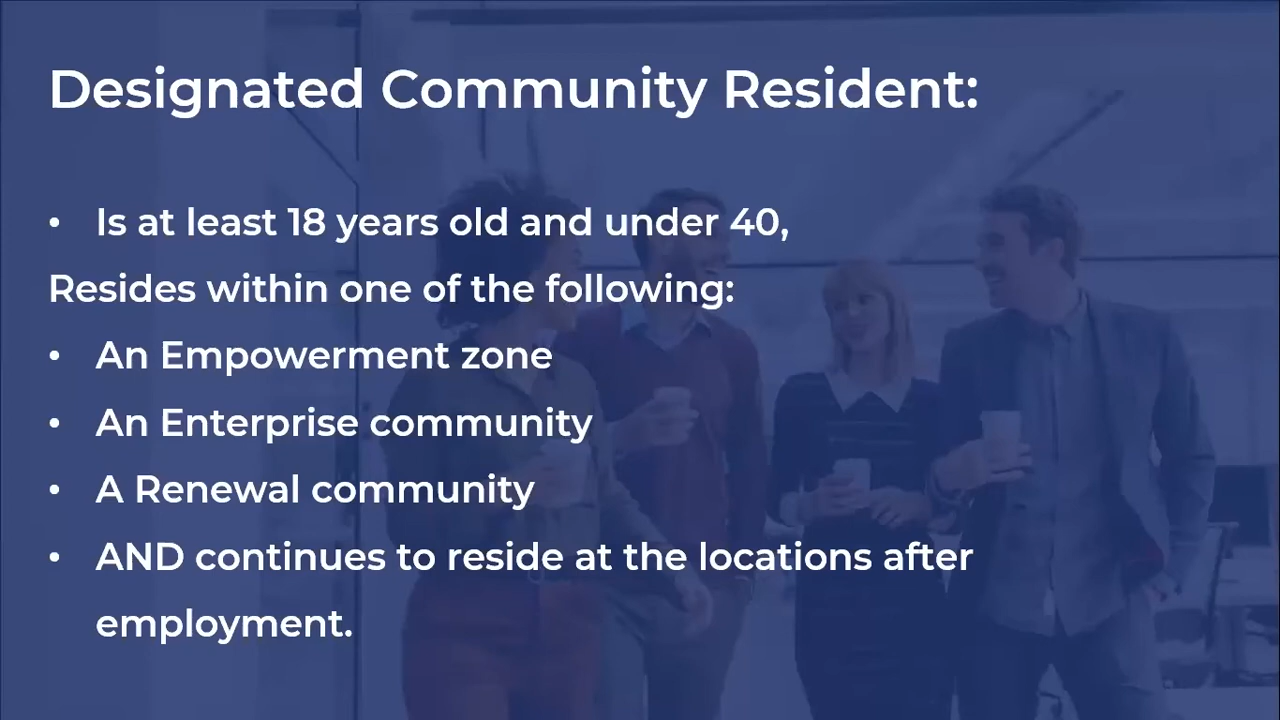 Designated Community Resident:
• Is at least 18 years old and under 40,
Resides within one of the following:
• An Empowerment zone
• An Enterprise community
• A Renewal community
• AND continues to reside at the locations after
employment.